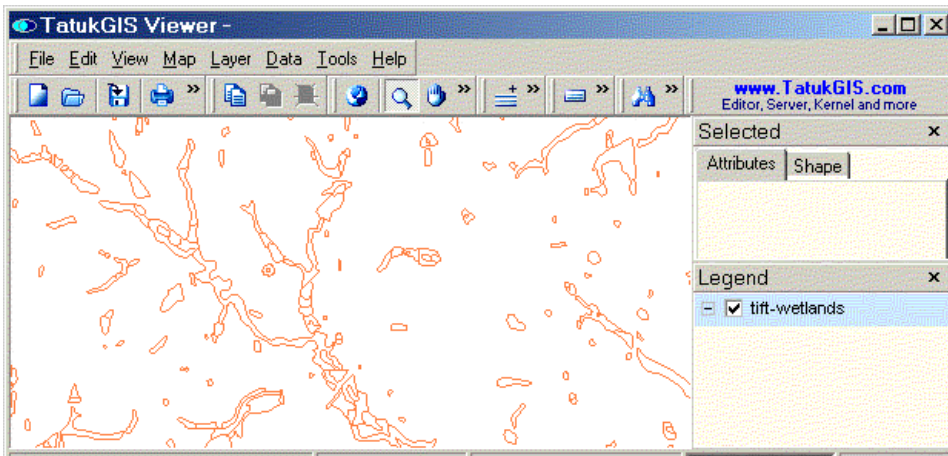 TatukGIS Viewer -
File Edit View Map Layer Data Tools Help
www.TatukGIS.com
Editor, Server, Kernel and more
Selected
Attributes Shape
Legend
tift-wetlands